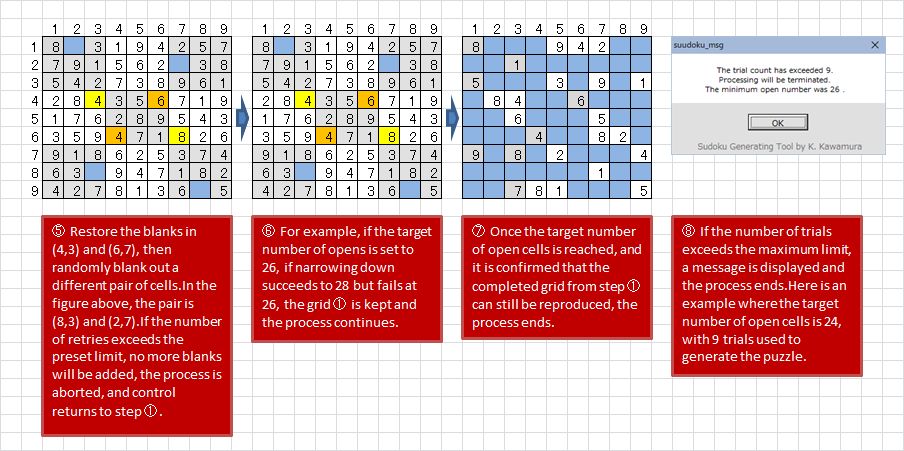 1 2 3 4 5 6 7 8 9
1 8 3 1 9 4 2 5 7
2 7 9 1 5 6 2 3 8
3 5 4 2 7 3 8 9 6 1
4 2 8 4 3 5 6 7 1 9
5 1 7 6 2 8 9 5 4 3
6 3 5 9 4 7 1 8 2 6
7 9 1 8 6 2 5 3 7 4
8 6 3 9 4 7 1 8 2
9 4 2 7 8 1 3 6 5
1 2 3 4 5 6 7 8 9
8 3 1 9 4 2 5 7
7 9 1 5 6 2 3 8
5 4 2 7 3 8 9 6 1
2 8 4 3 5 6 7 1 9
1 7 6 2 8 9 5 4 3
3 5 9 4 7 1 8 2 6
9 1 8 6 2 5 3 7 4
6 3 9 4 7 1 8 2
4 2 7 8 1 3 6 5
1 2 3 4 5 6 7 8 9
8 9 4 2
1
5 3 9 1
8 4 6
6 5
4 8 2
9 8 2 4
1
7 8 1 5
suudoku_msg
The trial count has exceeded 9.
Processing will be terminated.
The minimum open number was 26 .
OK
Sudoku Generating Tool by K. Kawamura
⑤ Restore the blanks in
(4,3) and (6,7), then
randomly blank out a
different pair of cells.In the
figure above, the pair is
(8,3) and (2,7).If the number
of retries exceeds the
preset limit, no more blanks
will be added, the process is
aborted, and control
returns to step ①.
⑥ For example, if the target
number of opens is set to
26, if narrowing down
succeeds to 28 but fails at
26, the grid ① is kept and
the process continues.
⑦ Once the target number
of open cells is reached, and
it is confirmed that the
completed grid from step ①
can still be reproduced, the
process ends.
⑧ If the number of trials
exceeds the maximum limit,
a message is displayed and
the process ends.Here is an
example where the target
number of open cells is 24,
with 9 trials used to
generate the puzzle.